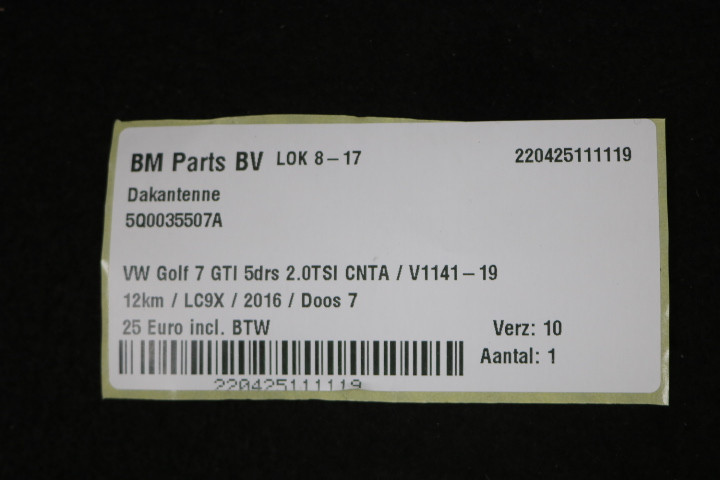 BM Parts BV LOK 8-17 220425111119
Dakantenne
5Q0035507A
VW Golf 7 GTI 5drs 2.0TSI CNTA / V1141-19
12km / LC9X / 2016 / Doos 7
25 Euro incl. BTW Verz: 10
Aantal: 1
220425111119